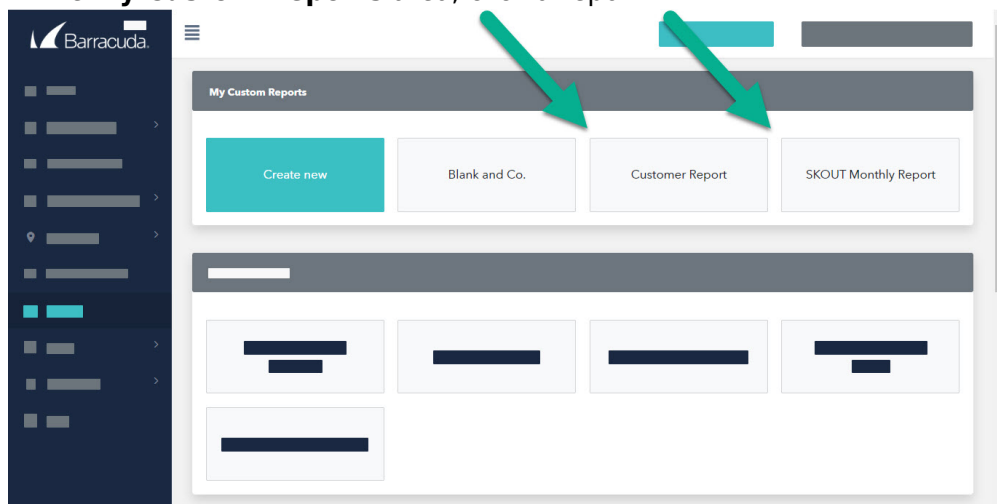 Barracuda.
My Custom Reports
Create new
Blank and Co.
Customer Report
SKOUT Monthly Report